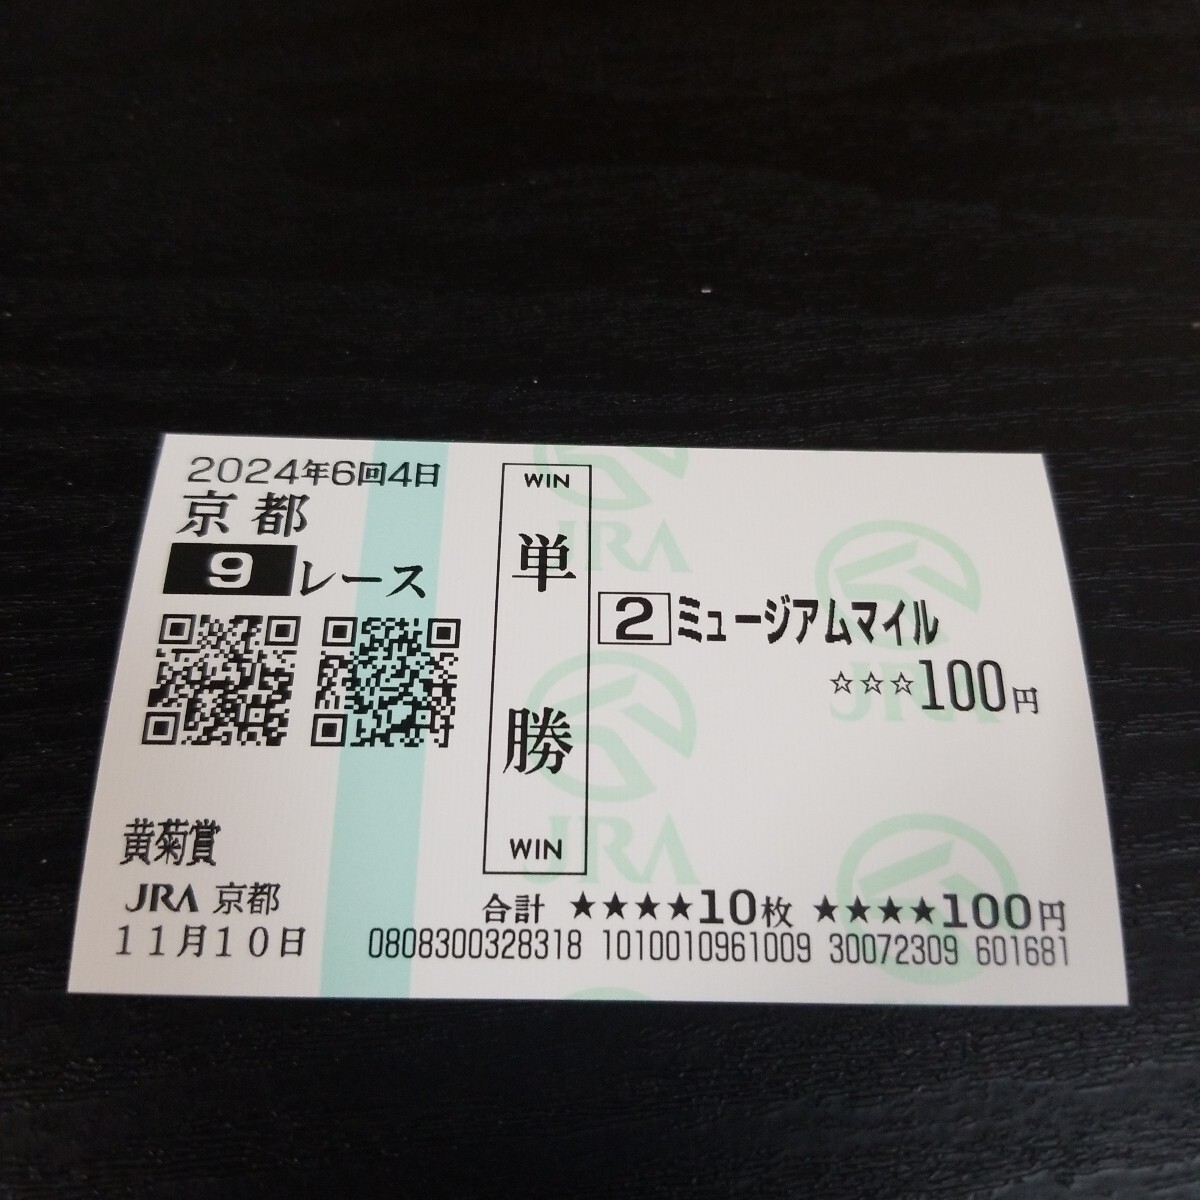 2024年6回4日
京都
9レース
黄菊賞
JRA 京都
11月10日
WIN
単勝
WIN
2 ミュージアムマイル
☆☆☆100円
合計 ★★★★10枚 ★★★★100円
0808300328318 1010010961009 30072309 601681
JRA
JRA
JRA